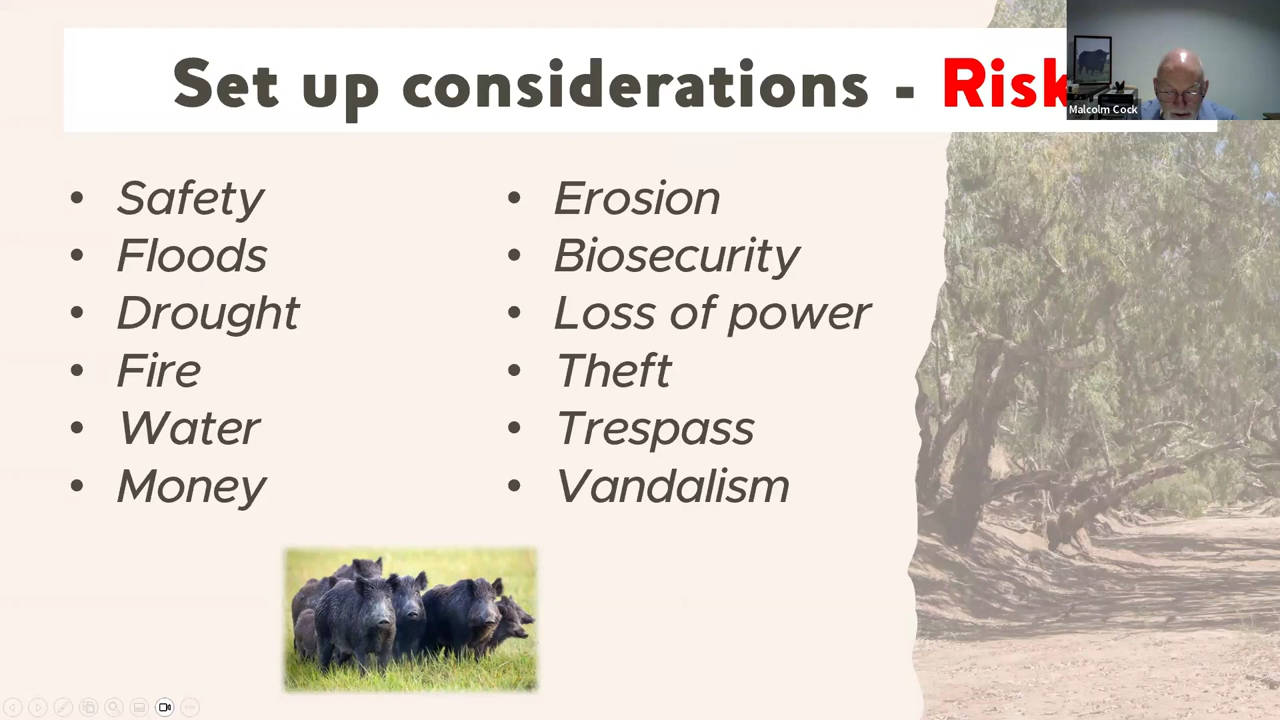 Set up considerations - Risk
Malcolm Cock
• Safety
• Floods
• Drought
• Fire
• Water
• Money
• Erosion
• Biosecurity
• Loss of power
• Theft
• Trespass
• Vandalism